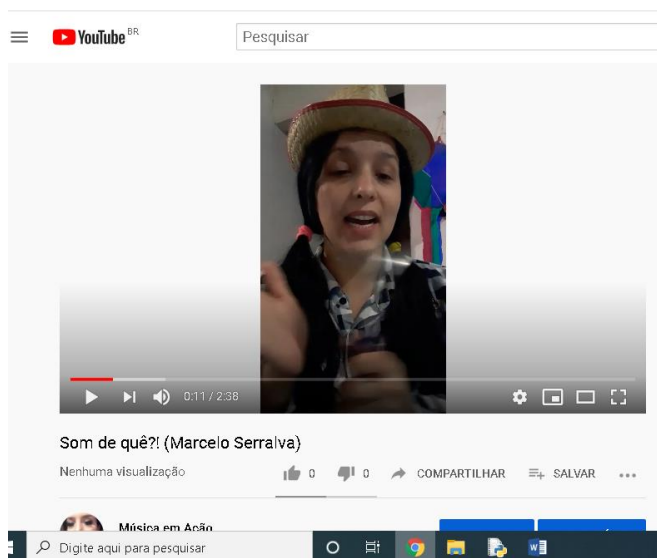 YouTube BR
Pesquisar
0:11 / 2:38
Som de quê?! (Marcelo Serralva)
Nenhuma visualização
0
0
COMPARTILHAR
SALVAR
Música em Ação
Digite aqui para pesquisar